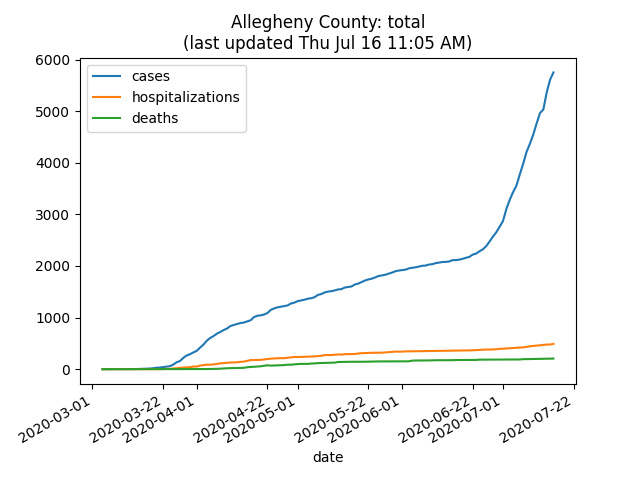 Allegheny County: total
(last updated Thu Jul 16 11:05 AM)
cases
hospitalizations
deaths
6000
5000
4000
3000
2000
1000
0
2020-03-01
2020-03-22
2020-04-01
2020-04-22
2020-05-01
2020-05-22
2020-06-01
2020-06-22
2020-07-01
2020-07-22
date